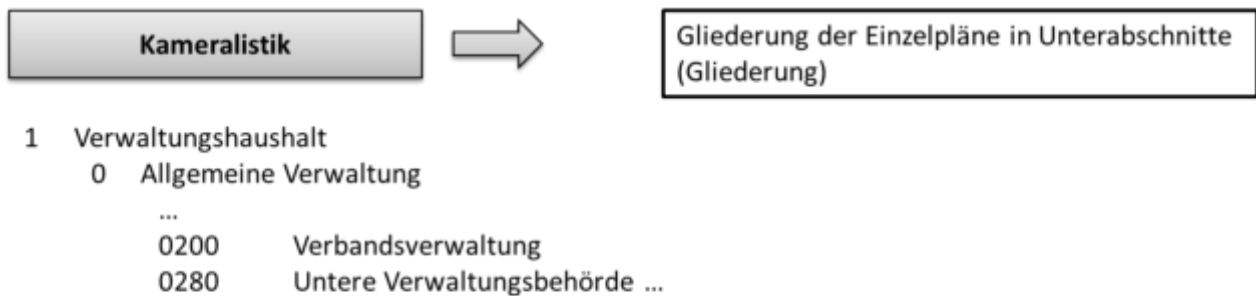 Kameralistik
Gliederung der Einzelpläne in Unterabschnitte
(Gliederung)
1 Verwaltungshaushalt
0 Allgemeine Verwaltung
...
0200 Verbandsverwaltung
0280 Untere Verwaltungsbehörde ...